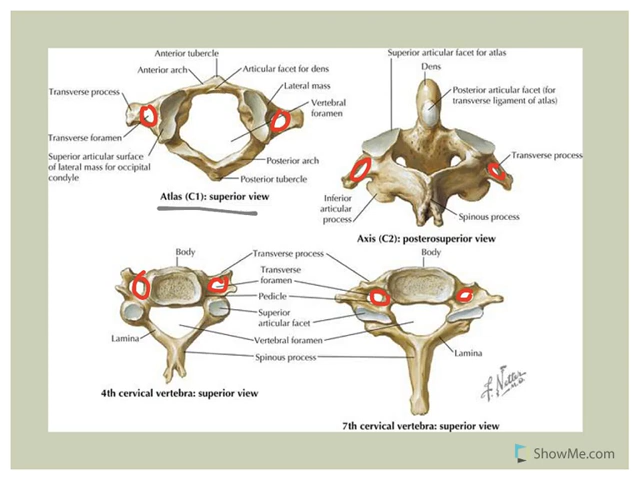 Anterior tubercle
Anterior arch
Articular facet for dens
Lateral mass
Transverse process
Vertebral
foramen
Transverse foramen
Superior articular surface
of lateral mass for occipital
condyle
Posterior arch
Posterior tubercle
Atlas (C1): superior view
Superior articular facet for atlas
Dens
Posterior articular facet (for
transverse ligament of atlas)
Transverse process
Inferior
articular
process
Spinous process
Axis (C2): posterosuperior view
Body
Transverse process
Transverse
foramen
Pedicle
Superior
articular facet
Vertebral foramen
Spinous process
Lamina
4th cervical vertebra: superior view
Body
Lamina
7th cervical vertebra: superior view
F. Netter
M.D.
ShowMe.com